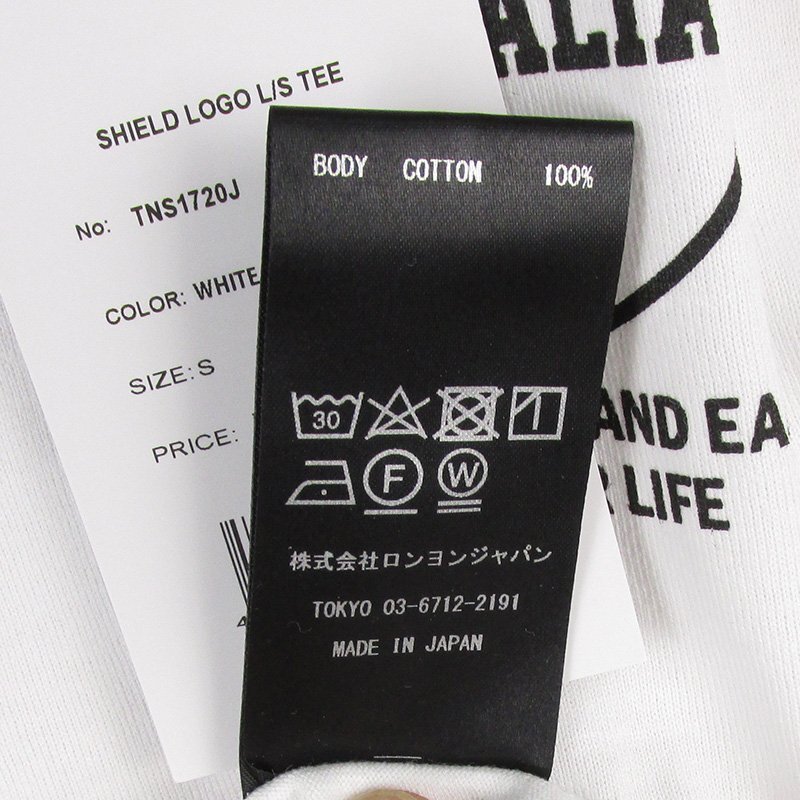 SHIELD LOGO L/S TEE
No: TNS1720J
COLOR: WHITE
SIZE: S
PRICE:
BODY COTTON 100%
30
F W
株式会社ロンヨンジャパン
TOKYO 03-6712-2191
MADE IN JAPAN
ALIA
AND EA
LIFE